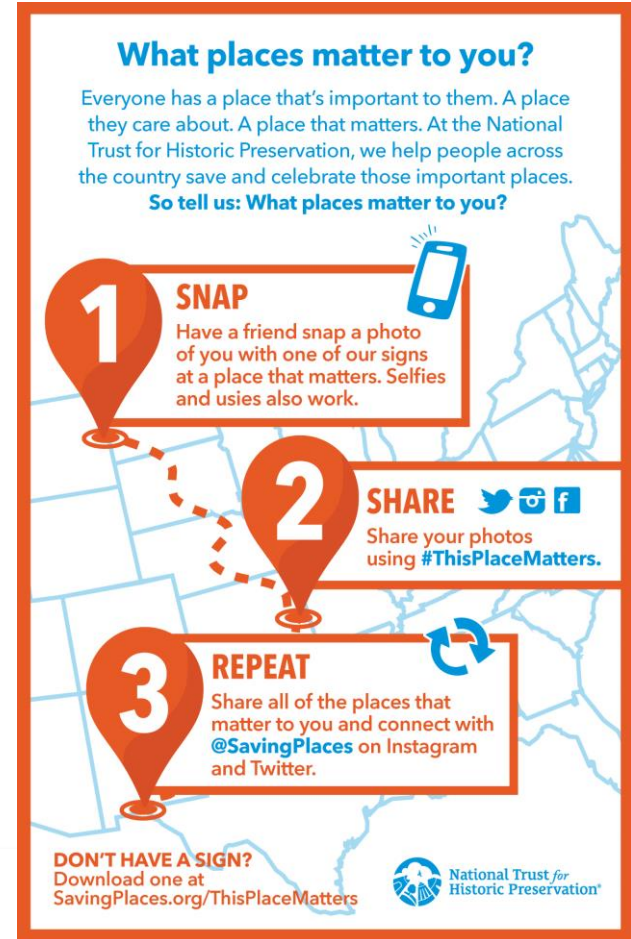 What places matter to you?
Everyone has a place that’s important to them. A place
they care about. A place that matters. At the National
Trust for Historic Preservation, we help people across
the country save and celebrate those important places.
So tell us: What places matter to you?
1
SNAP
Have a friend snap a photo
of you with one of our signs
at a place that matters. Selfies
and usies also work.
2
SHARE
Share your photos
using #ThisPlaceMatters.
3
REPEAT
Share all of the places that
matter to you and connect with
@SavingPlaces on Instagram
and Twitter.
DON’T HAVE A SIGN?
Download one at
SavingPlaces.org/ThisPlaceMatters
National Trust for
Historic Preservation®